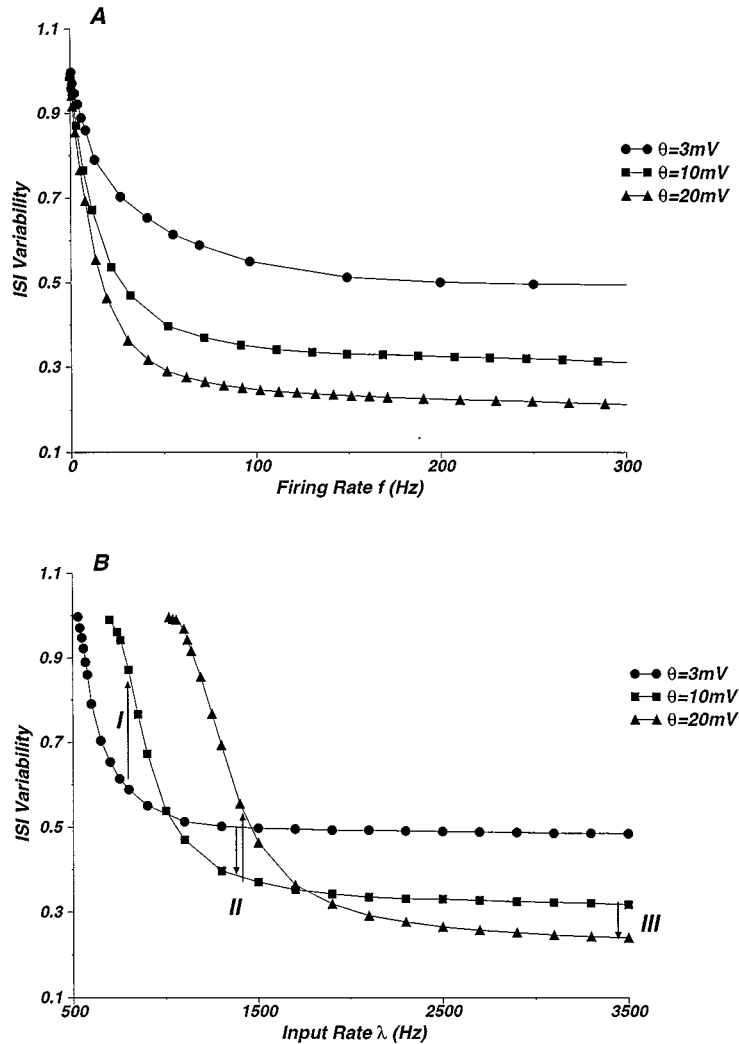 A
1.1
0.9
0.7
0.5
0.3
0.1
ISI Variability
0
100
200
300
Firing Rate f (Hz)
θ=3mV
θ=10mV
θ=20mV
B
1.1
0.9
0.7
0.5
0.3
0.1
ISI Variability
I
II
III
500
1500
2500
3500
Input Rate λ (Hz)
θ=3mV
θ=10mV
θ=20mV